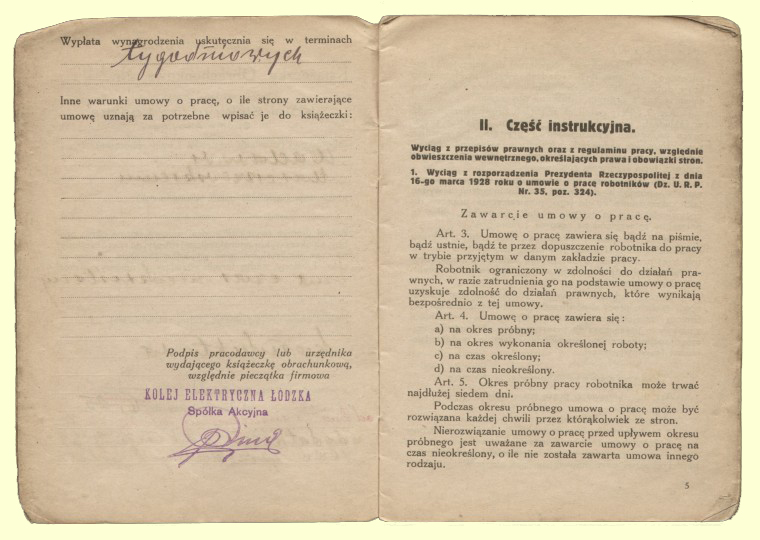 Wypłata wynagrodzenia uskutęcznia się w terminach
tygodniowych
Inne warunki umowy o pracę, o ile strony zawierające
umowę uznają za potrzebne wpisać je do książeczki:
Podpis pracodawcy lub urzędnika
wydającego książeczkę obrachunkową,
względnie pieczątka firmowa
KOLEJ ELEKTRYCZNA ŁODZKA
Spółka Akcyjna
II. Część instrukcyjna.
Wyciąg z przepisów prawnych oraz z regulaminu pracy, względnie
obwieszczenia wewnętrznego, określających prawa i obowiązki stron.
1. Wyciąg z rozporządzenia Prezydenta Rzeczypospolitej z dnia
16-go marca 1928 roku o umowie o pracę robotników (Dz. U. R. P.
Nr. 35, poz. 324).
Zawarcie umowy o pracę.
Art. 3. Umowę o pracę zawiera się bądź na piśmie,
bądź ustnie, bądź te przez dopuszczenie robotnika do pracy
w trybie przyjętym w danym zakładzie pracy.
Robotnik ograniczony w zdolności do działań pra-
wnych, w razie zatrudnienia go na podstawie umowy o pracę
uzyskuje zdolność do działań prawnych, które wynikają
bezpośrednio z tej umowy.
Art. 4. Umowę o pracę zawiera się:
a) na okres próbny;
b) na okres wykonania określonej roboty;
c) na czas określony;
d) na czas nieokreślony.
Art. 5. Okres próbny pracy robotnika może trwać
najdłużej siedem dni.
Podczas okresu próbnego umowa o pracę może być
rozwiązana każdej chwili przez którąkolwiek ze stron.
Nierozwiązanie umowy o pracę przed upływem okresu
próbnego jest uważane za zawarcie umowy o pracę na
czas nieokreślony, o ile nie została zawarta umowa innego
rodzaju.
5